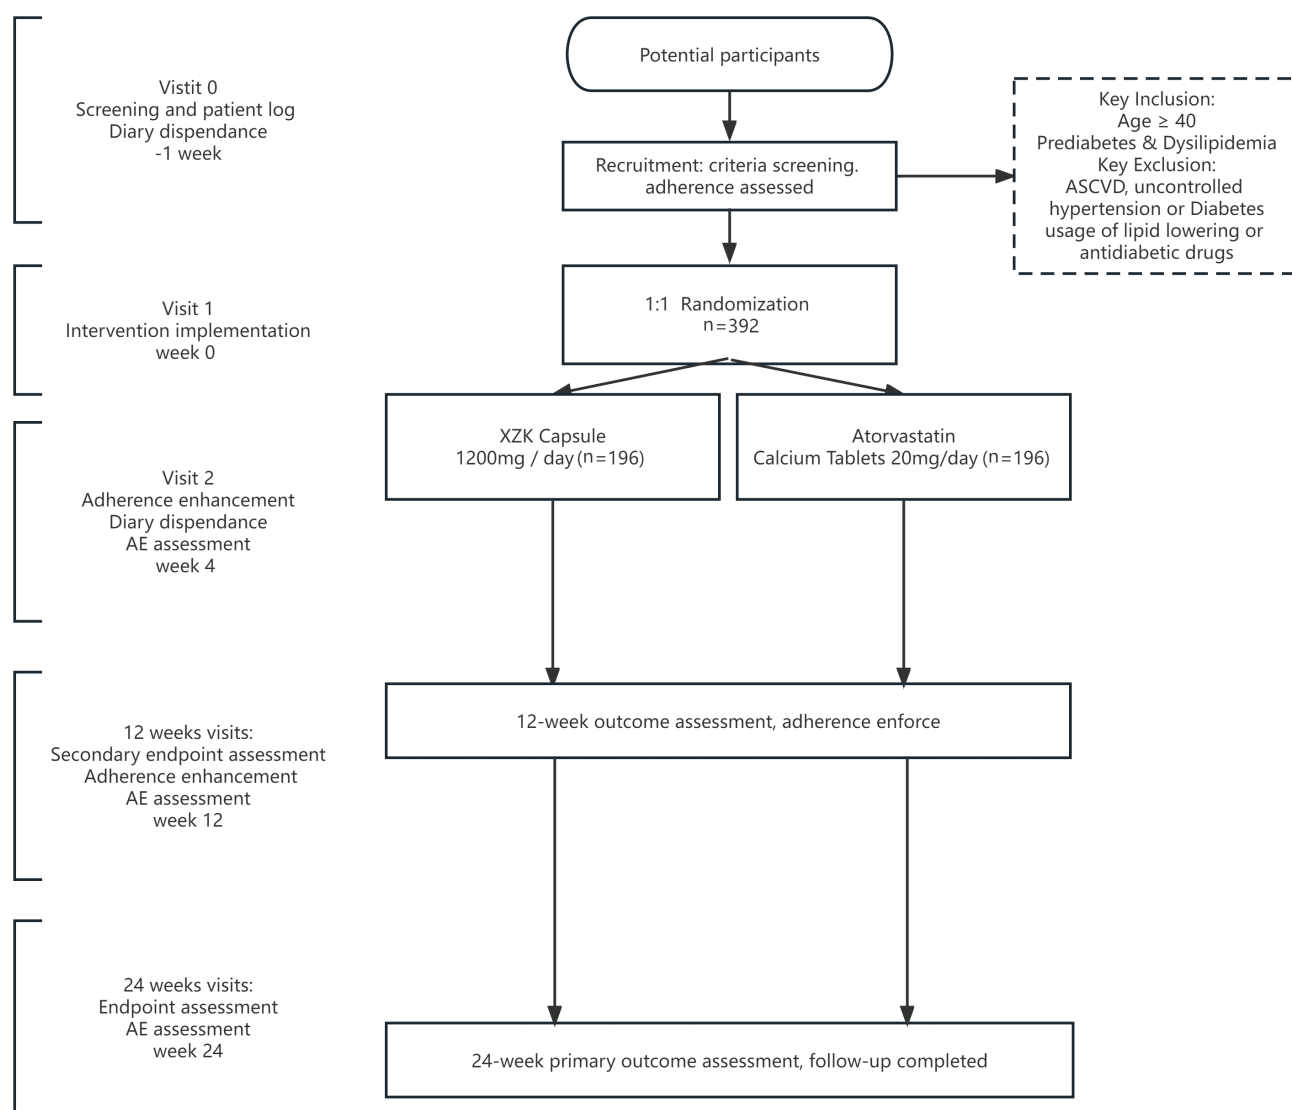 Potential participants
Vistit 0
Screening and patient log
Diary dispendance
-1 week
Recruitment: criteria screening.
adherence assessed
Key Inclusion:
Age ≥ 40
Prediabetes & Dysilipidemia
Key Exclusion:
ASCVD, uncontrolled
hypertension or Diabetes
usage of lipid lowering or
antidiabetic drugs
Visit 1
Intervention implementation
week 0
1:1 Randomization
n=392
XZK Capsule
1200mg / day (n=196)
Atorvastatin
Calcium Tablets 20mg/day (n=196)
Visit 2
Adherence enhancement
Diary dispendance
AE assessment
week 4
12 weeks visits:
Secondary endpoint assessment
Adherence enhancement
AE assessment
week 12
12-week outcome assessment, adherence enforce
24 weeks visits:
Endpoint assessment
AE assessment
week 24
24-week primary outcome assessment, follow-up completed